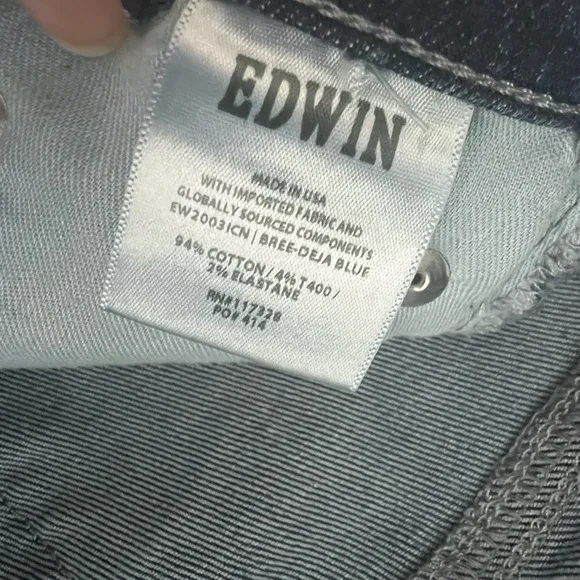 EDWIN
MADE IN USA
WITH IMPORTED FABRIC AND
GLOBALLY SOURCED COMPONENTS
EW2003ICN | BREE-DEJA BLUE
94% COTTON / 4% T400 /
2% ELASTANE
RN#117328
PO# 414